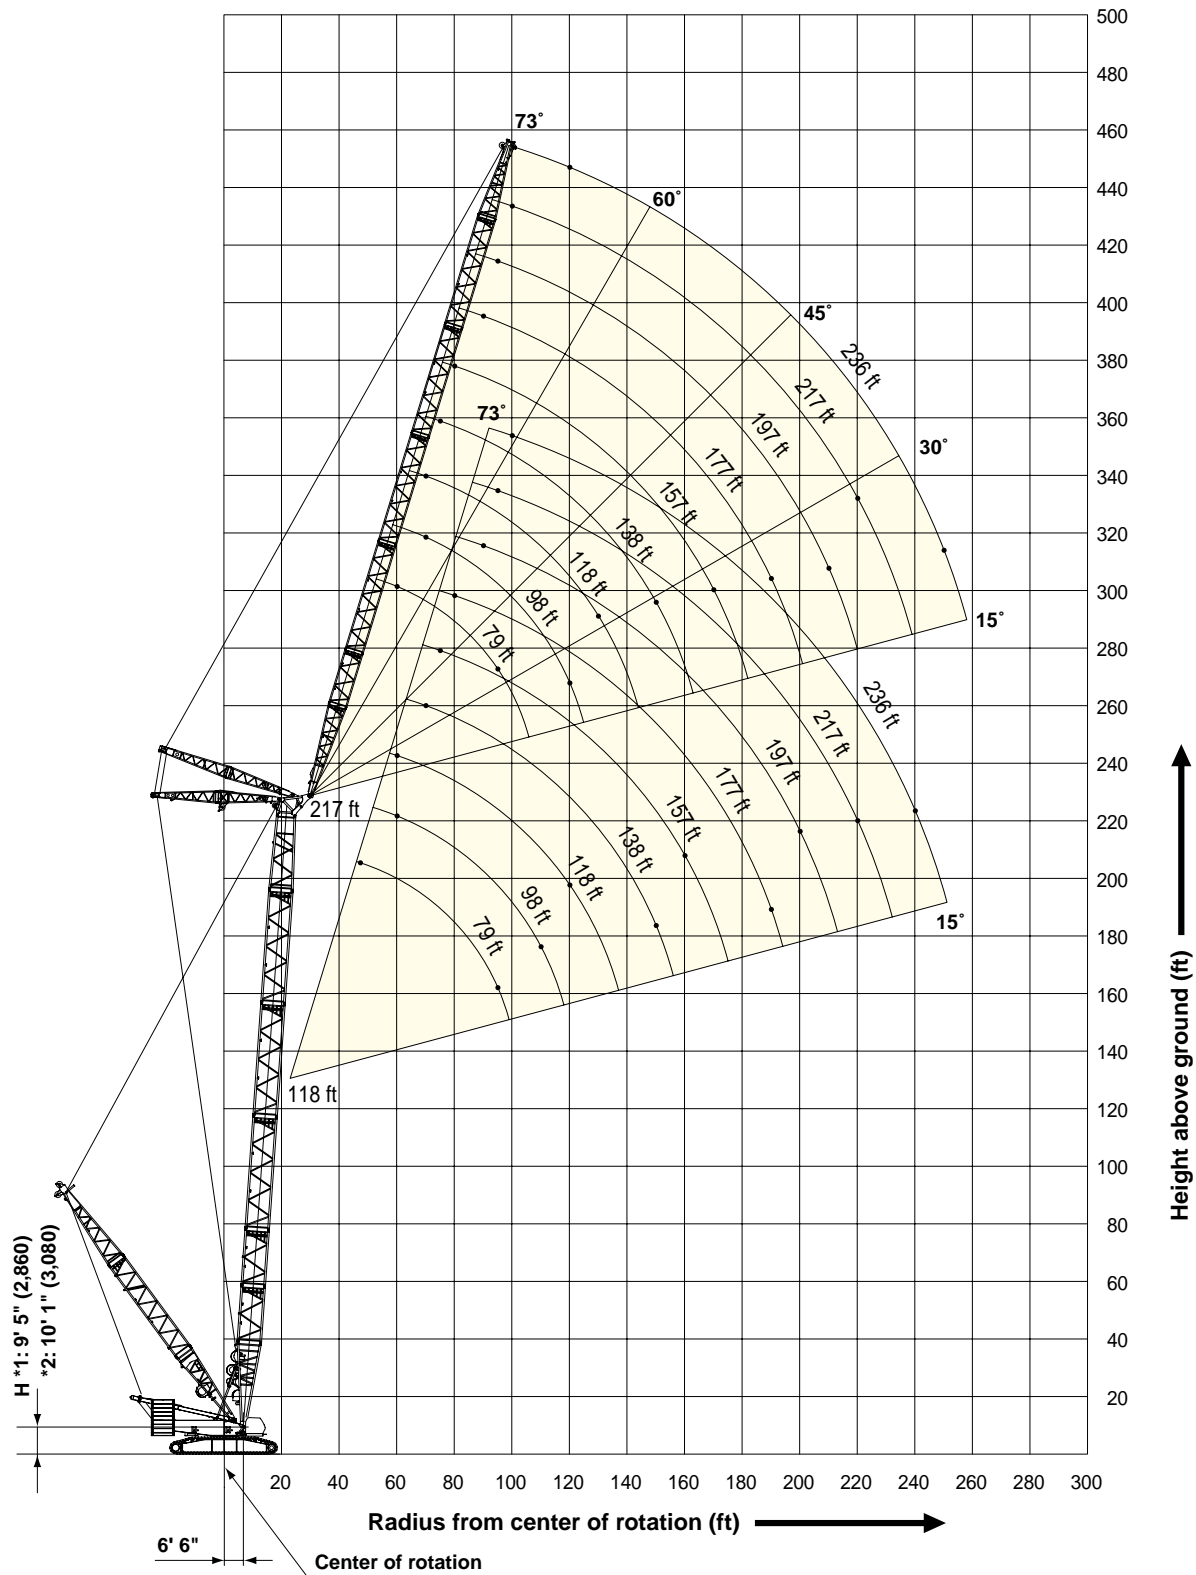 500
480
460
440
420
400
380
360
340
320
300
280
260
240
220
200
180
160
140
120
100
80
60
40
20
Height above ground (ft)
73°
60°
45°
30°
15°
236 ft
217 ft
197 ft
177 ft
157 ft
138 ft
118 ft
98 ft
79 ft
217 ft
73°
236 ft
217 ft
197 ft
177 ft
157 ft
138 ft
118 ft
98 ft
79 ft
15°
118 ft
H *1: 9' 5" (2,860)
*2: 10' 1" (3,080)
20 40 60 80 100 120 140 160 180 200 220 240 260 280 300
Radius from center of rotation (ft)
6' 6"
Center of rotation